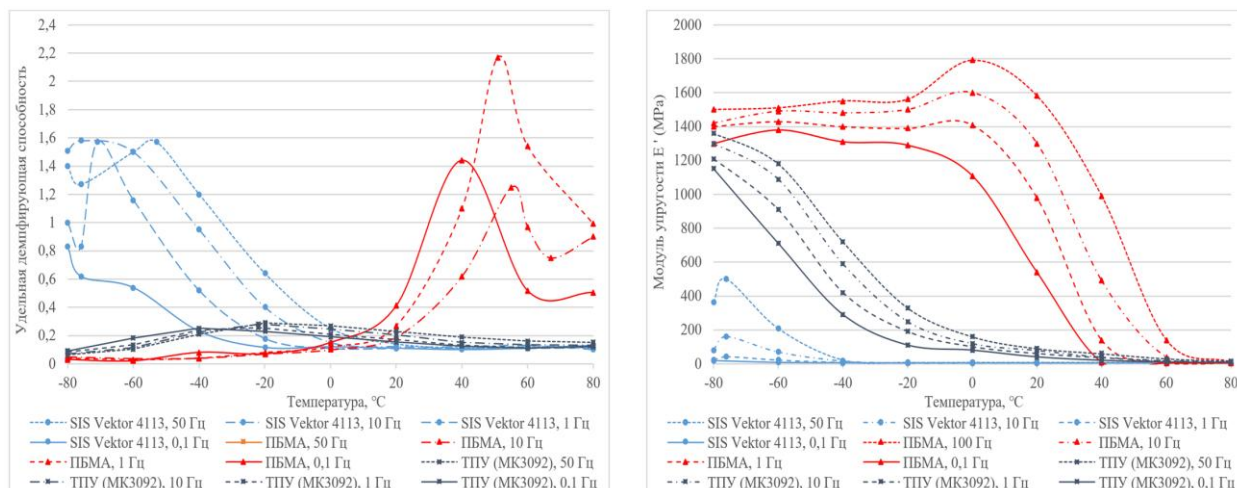 Удельная демпфирующая способность
2,4
2,2
2
1,8
1,6
1,4
1,2
1
0,8
0,6
0,4
0,2
0
-80 -60 -40 -20 0 20 40 60 80
Температура, °C
SIS Vektor 4113, 50 Гц SIS Vektor 4113, 10 Гц SIS Vektor 4113, 1 Гц
SIS Vektor 4113, 0,1 Гц ПБМА, 50 Гц ПБМА, 10 Гц
ПБМА, 1 Гц ПБМА, 0,1 Гц ТПУ (МК3092), 50 Гц
ТПУ (МК3092), 10 Гц ТПУ (МК3092), 1 Гц ТПУ (МК3092), 0,1 Гц
Модуль упругости E ' (MPa)
2000
1800
1600
1400
1200
1000
800
600
400
200
0
-80 -60 -40 -20 0 20 40 60 80
Температура, °C
SIS Vektor 4113, 50 Гц SIS Vektor 4113, 10 Гц SIS Vektor 4113, 1 Гц
SIS Vektor 4113, 0,1 Гц ПБМА, 100 Гц ПБМА, 10 Гц
ПБМА, 1 Гц ПБМА, 0,1 Гц ТПУ (МК3092), 50 Гц
ТПУ (МК3092), 10 Гц ТПУ (МК3092), 1 Гц ТПУ (МК3092), 0,1 Гц